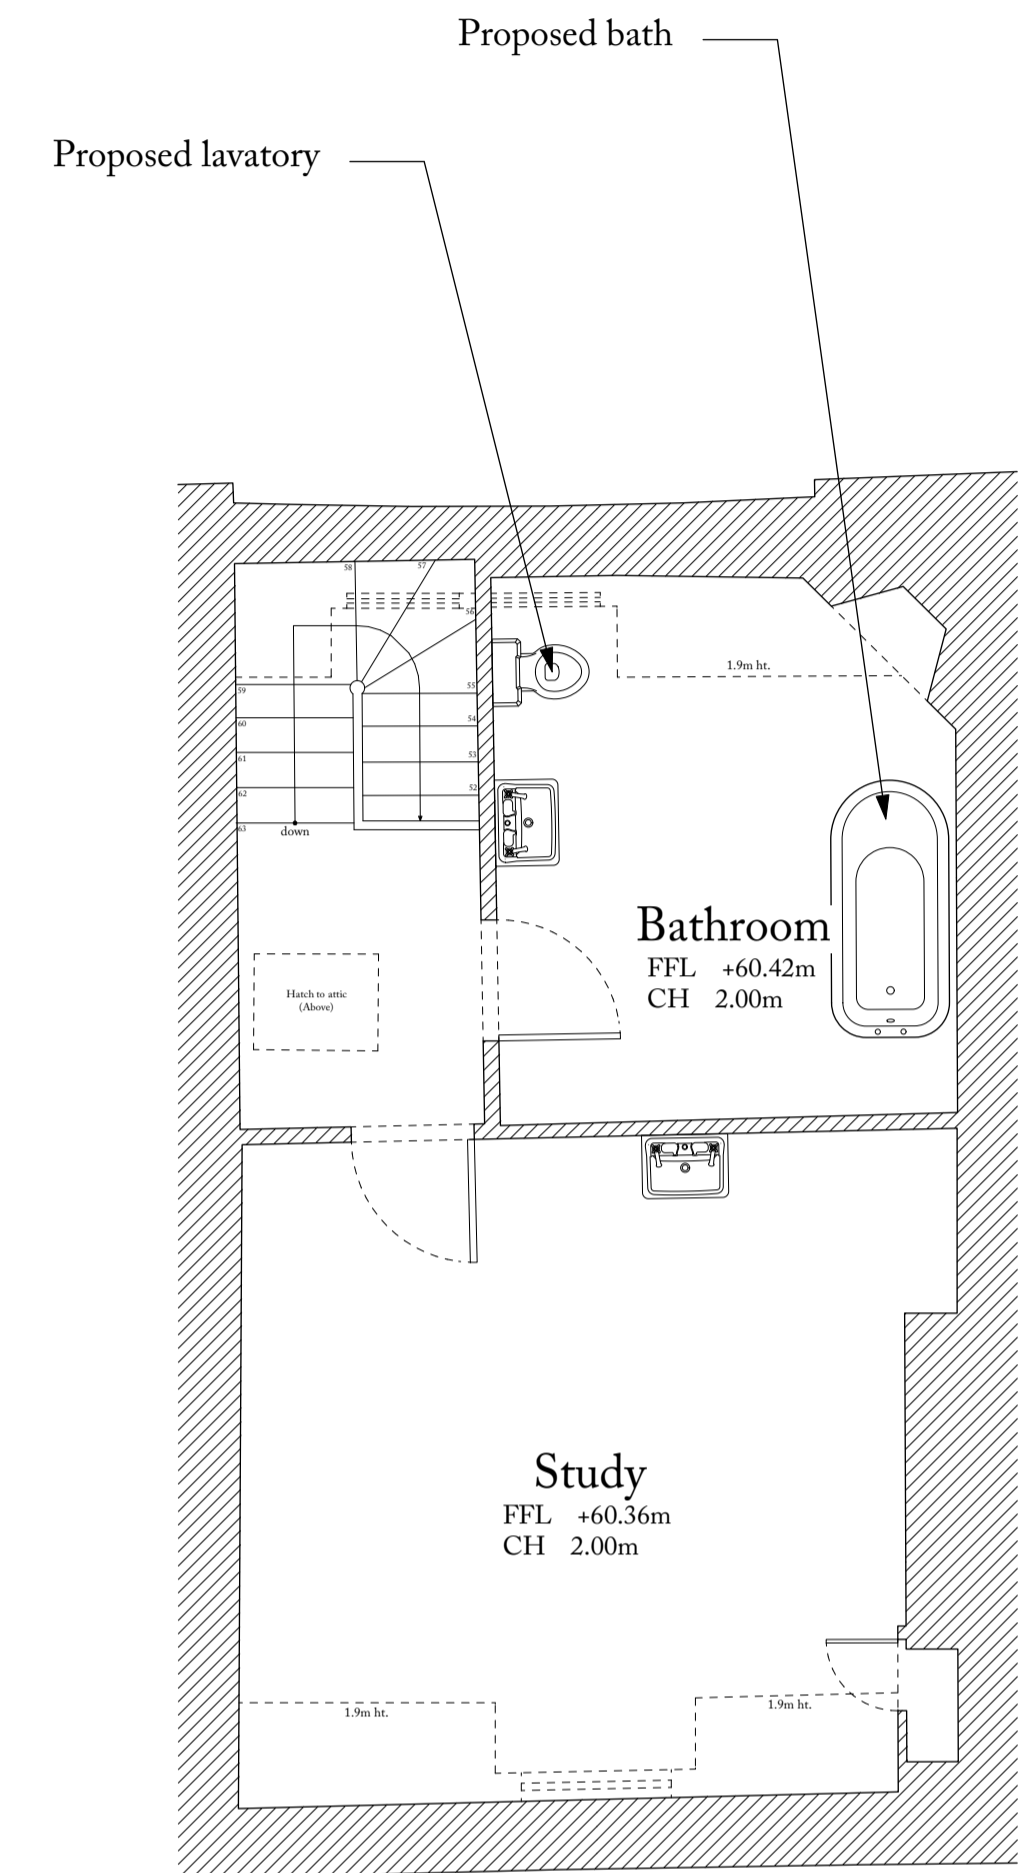 Proposed bath
Proposed lavatory
58
57
56
1.9m ht.
59
55
60
54
61
53
62
52
63
down
Bathroom
FFL +60.42m
CH 2.00m
Hatch to attic
(Above)
Study
FFL +60.36m
CH 2.00m
1.9m ht.
1.9m ht.